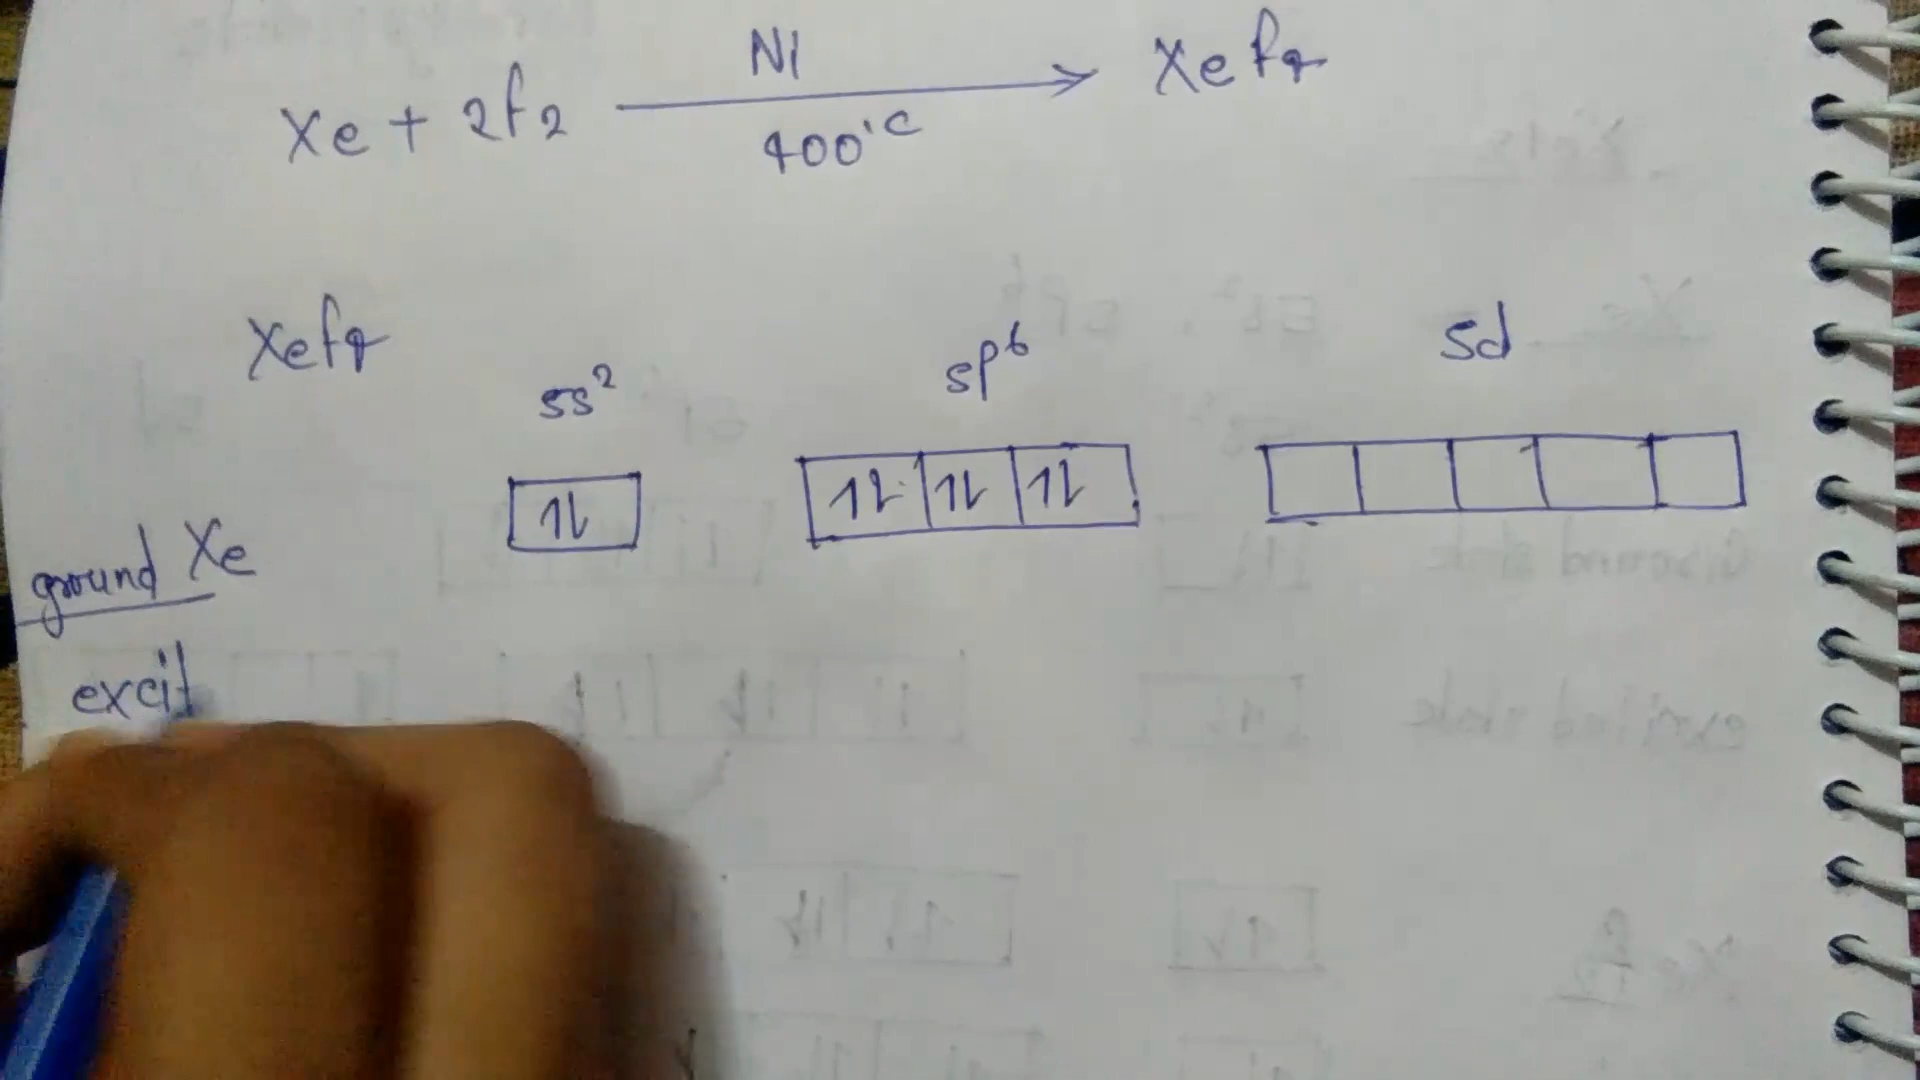 Ni
Xe + 2f2 → Xef4
400°C
Xef4
5s² 5p⁶ 5d
1l 1l 1l 1l
ground Xe
excit